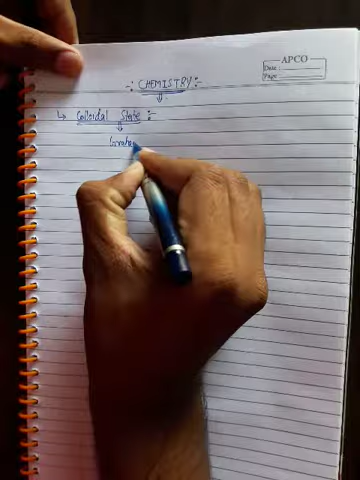 APCO
Date :
Page :
-: CHEMISTRY :-
⇓
↳ Colloidal State :-
⇓